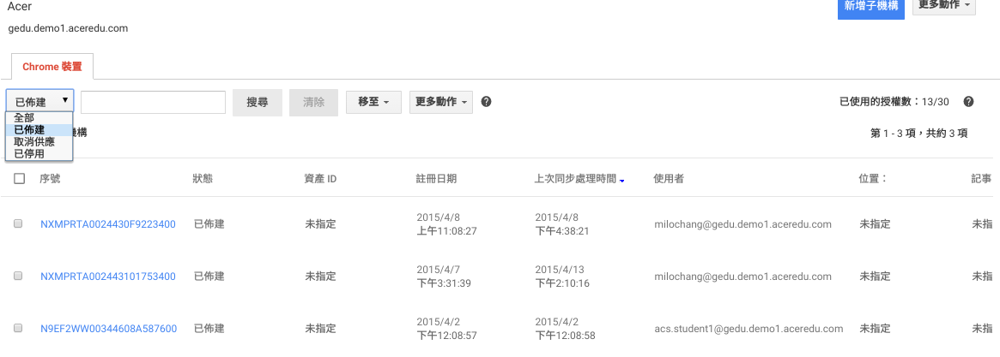 Acer
新增子機構
更多動作
gedu.demo1.aceredu.com
Chrome 裝置
已佈建
搜尋
清除
移至
更多動作
已使用的授權數：13/30
全部
已佈建
取消供應
已停用
機構
第 1 - 3 項，共約 3 項
序號 狀態 資產 ID 註冊日期 上次同步處理時間 使用者 位置： 記事
NXMPRTA0024430F9223400 已佈建 未指定 2015/4/8 上午11:08:27 2015/4/8 下午4:38:21 milochang@gedu.demo1.aceredu.com 未指定 未指
NXMPRTA002443101753400 已佈建 未指定 2015/4/7 下午3:31:39 2015/4/13 下午2:10:16 milochang@gedu.demo1.aceredu.com 未指定 未指
N9EF2WW00344608A587600 已佈建 未指定 2015/4/2 下午12:08:57 2015/4/2 下午12:08:58 acs.student1@gedu.demo1.aceredu.com 未指定 未指